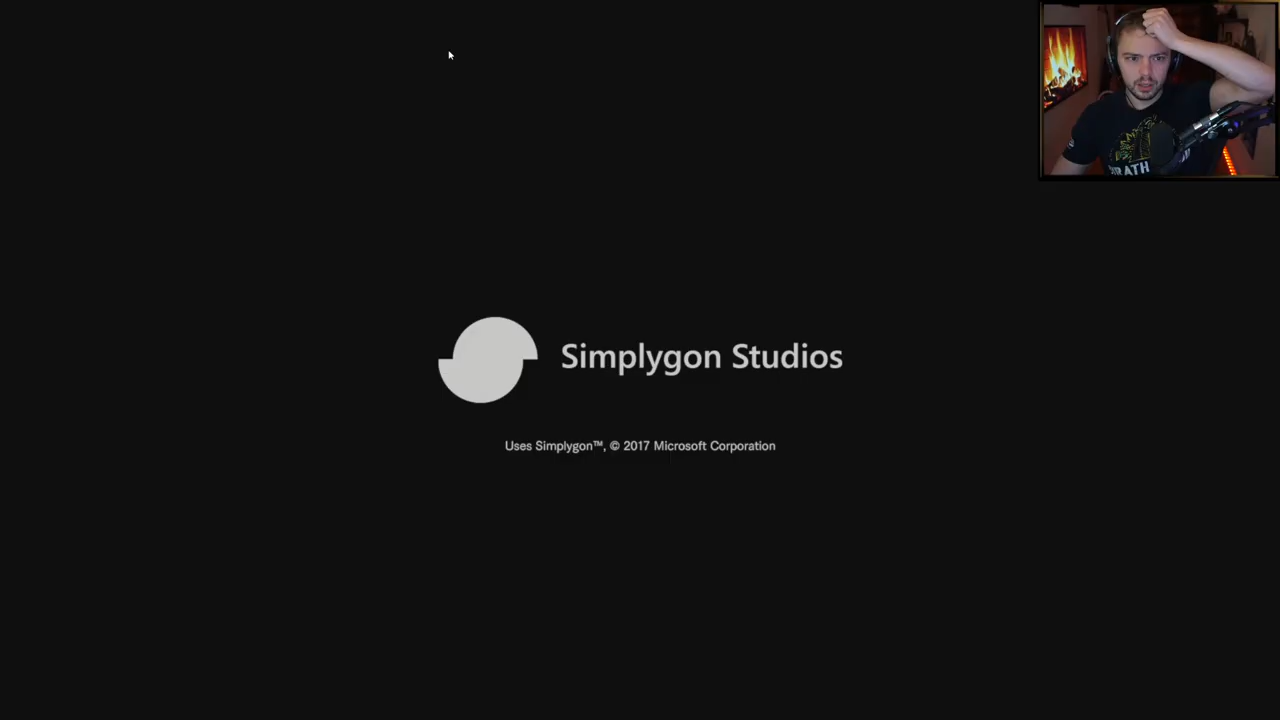 Simplygon Studios
Uses Simplygon™, © 2017 Microsoft Corporation